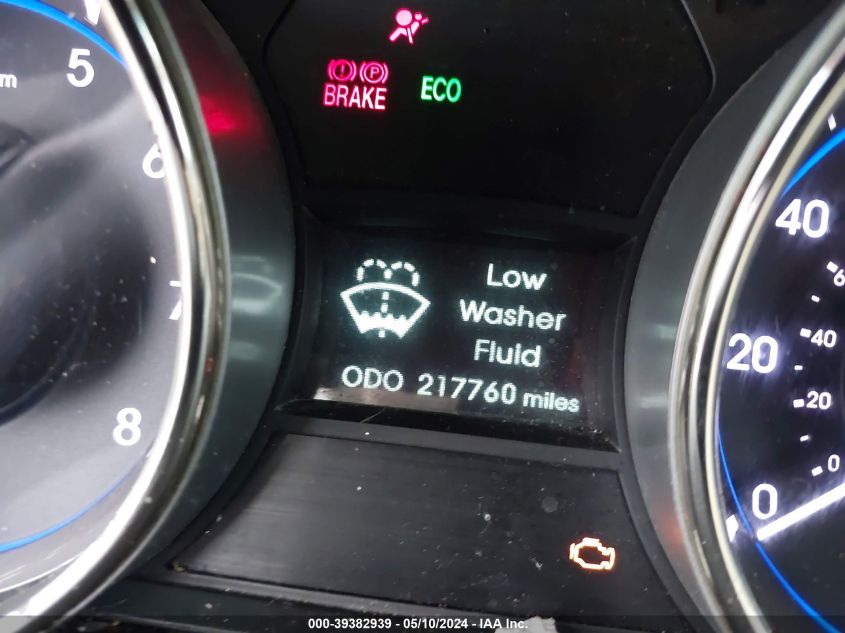 5
6
7
8
BRAKE
ECO
Low
Washer
Fluid
ODO 217760 miles
40
20
0
40
20
0
000-39382939 - 05/10/2024 - IAA Inc.